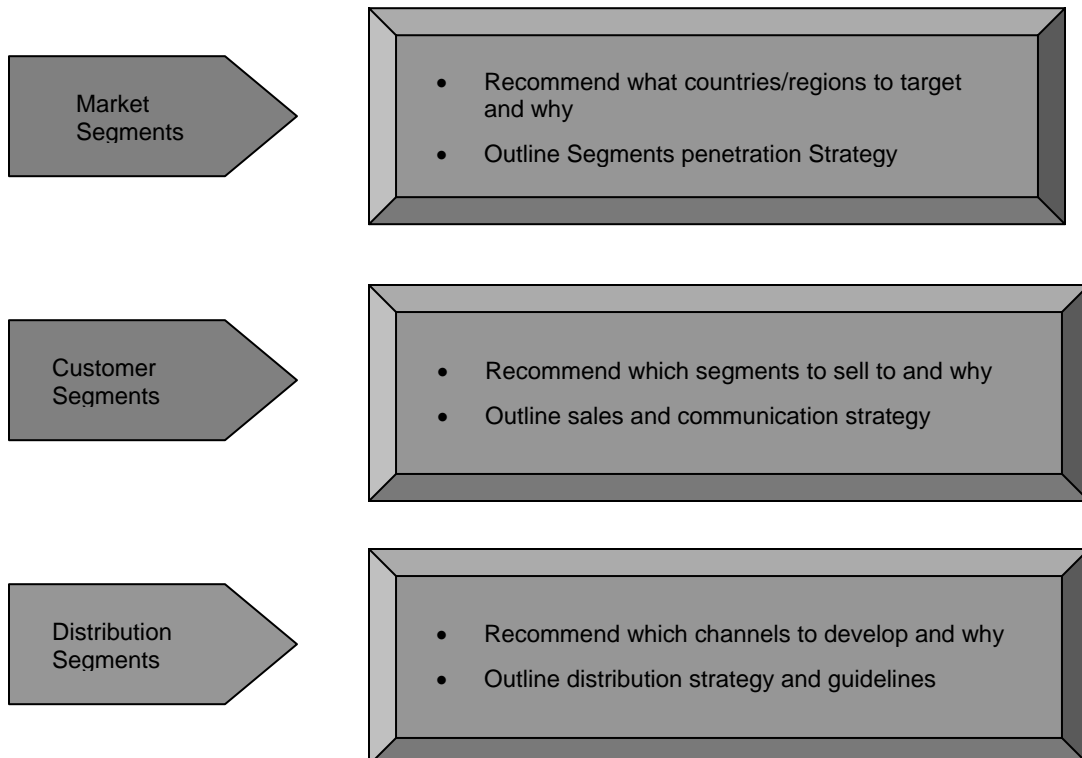 Market
Segments
• Recommend what countries/regions to target
and why
• Outline Segments penetration Strategy
Customer
Segments
• Recommend which segments to sell to and why
• Outline sales and communication strategy
Distribution
Segments
• Recommend which channels to develop and why
• Outline distribution strategy and guidelines